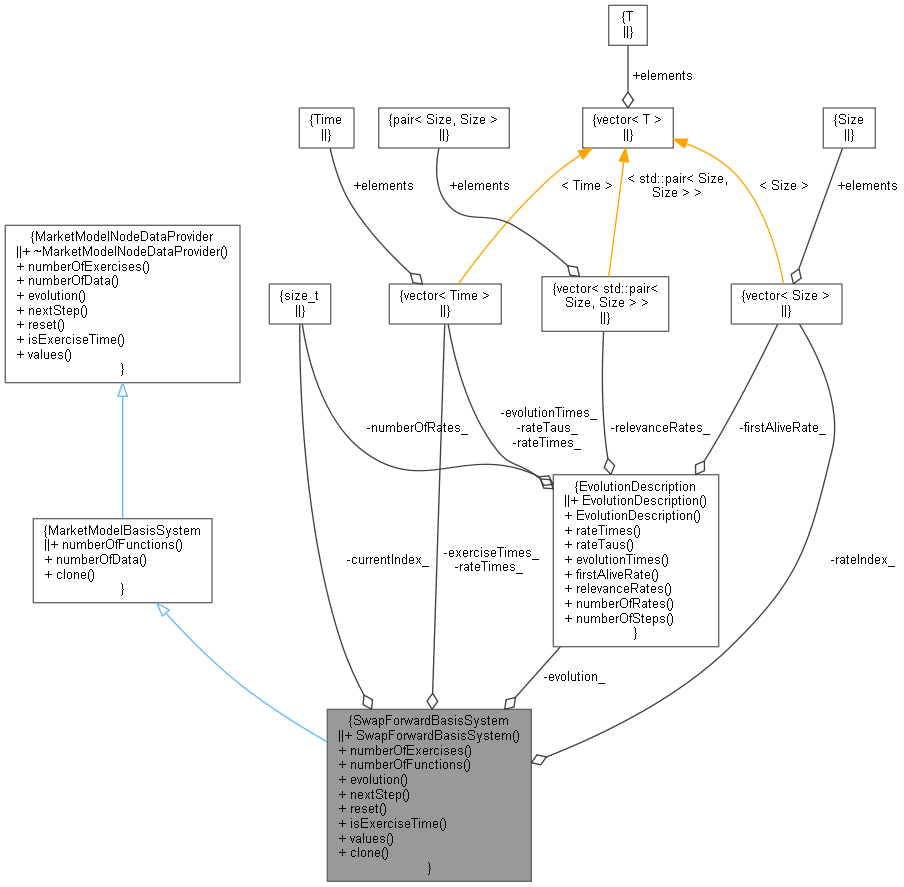 {T
||}
+elements
{Time
||}
{pair< Size, Size >
||}
{vector< T >
||}
{Size
||}
+elements
+elements
< Time >
< std::pair< Size,
Size > >
< Size >
+elements
{MarketModelNodeDataProvider
||+ ~MarketModelNodeDataProvider()
+ numberOfExercises()
+ numberOfData()
+ evolution()
+ nextStep()
+ reset()
+ isExerciseTime()
+ values()
}
{size_t
||}
{vector< Time >
||}
{vector< std::pair<
Size, Size > >
||}
{vector< Size >
||}
-numberOfRates_
-evolutionTimes_
-rateTaus_
-rateTimes_
-relevanceRates_
-firstAliveRate_
{MarketModelBasisSystem
||+ numberOfFunctions()
+ numberOfData()
+ clone()
}
-currentIndex_
-exerciseTimes_
-rateTimes_
{EvolutionDescription
||+ EvolutionDescription()
+ EvolutionDescription()
+ rateTimes()
+ rateTaus()
+ evolutionTimes()
+ firstAliveRate()
+ relevanceRates()
+ numberOfRates()
+ numberOfSteps()
}
-rateIndex_
-evolution_
{SwapForwardBasisSystem
||+ SwapForwardBasisSystem()
+ numberOfExercises()
+ numberOfFunctions()
+ evolution()
+ nextStep()
+ reset()
+ isExerciseTime()
+ values()
+ clone()
}